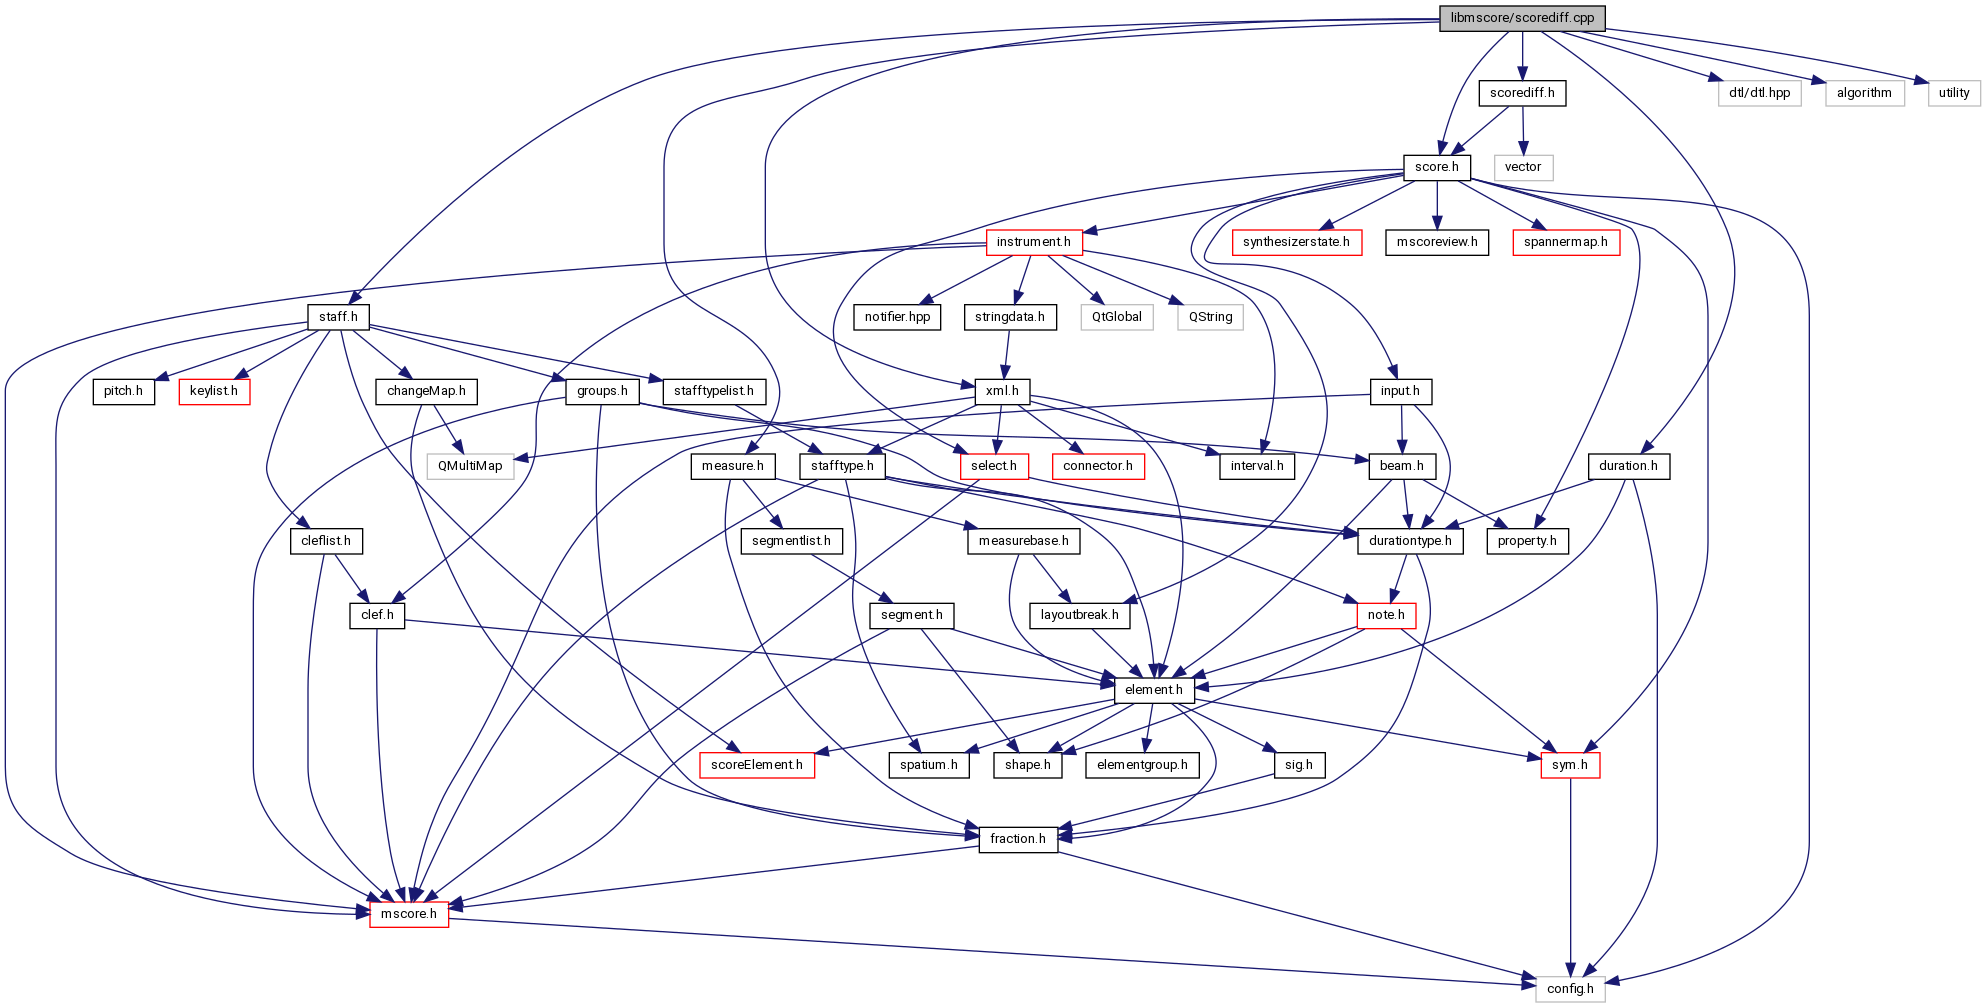 libmscore/scorediff.cpp
scorediff.h
dtl/dtl.hpp
algorithm
utility
score.h
vector
instrument.h
synthesizerstate.h
mscoreview.h
spannermap.h
staff.h
notifier.hpp
stringdata.h
QtGlobal
QString
pitch.h
keylist.h
changeMap.h
groups.h
stafftypelist.h
xml.h
input.h
QMultiMap
measure.h
stafftype.h
select.h
connector.h
interval.h
beam.h
duration.h
cleflist.h
segmentlist.h
measurebase.h
durationtype.h
property.h
clef.h
segment.h
layoutbreak.h
note.h
element.h
scoreElement.h
spatium.h
shape.h
elementgroup.h
sig.h
sym.h
fraction.h
mscore.h
config.h